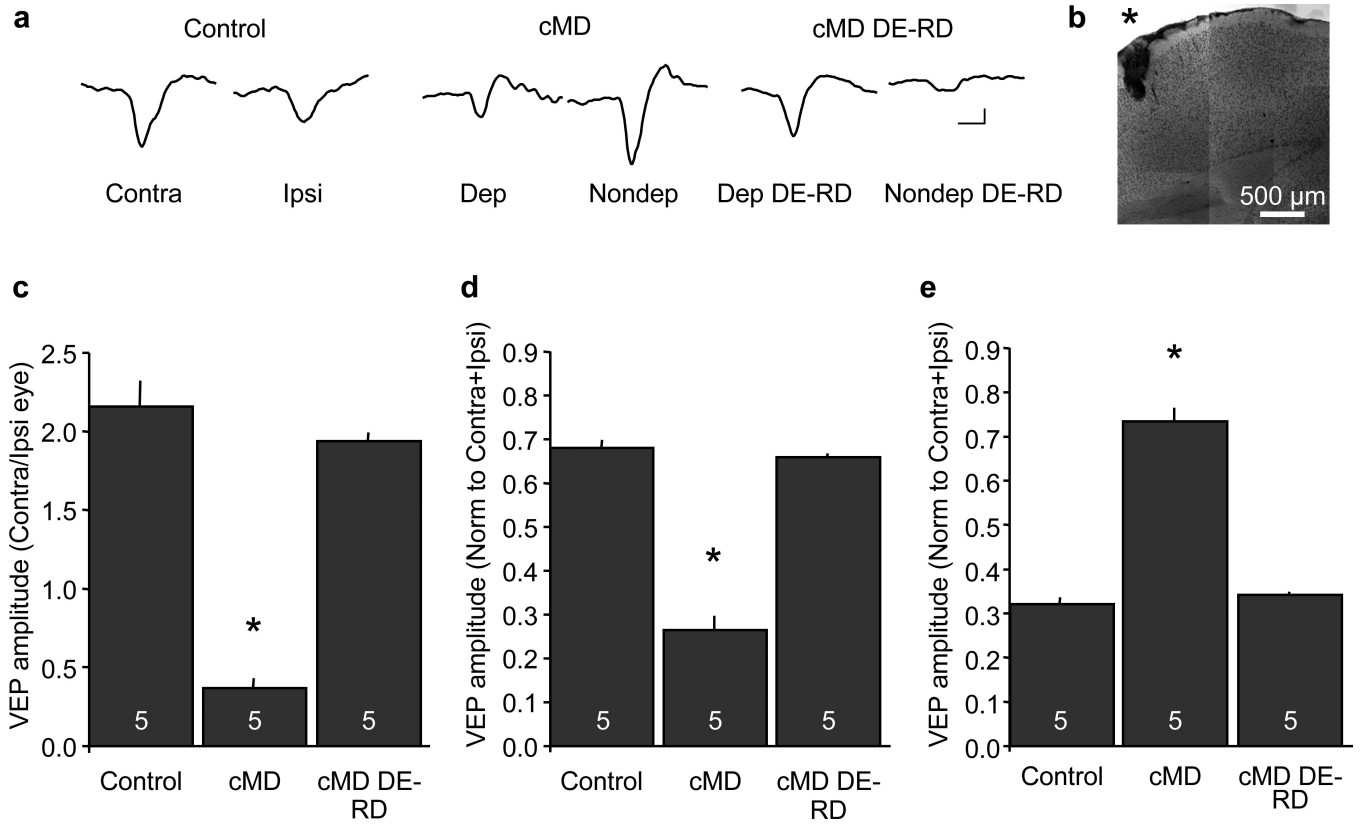 a
Control
cMD
cMD DE-RD
Contra
Ipsi
Dep
Nondep
Dep DE-RD
Nondep DE-RD
b
*
500 µm
c
VEP amplitude (Contra/Ipsi eye)
2.5
2.0
1.5
1.0
0.5
0.0
*
5
5
5
Control
cMD
cMD DE-
RD
d
VEP amplitude (Norm to Contra+Ipsi)
0.9
0.8
0.7
0.6
0.5
0.4
0.3
0.2
0.1
0.0
*
5
5
5
Control
cMD
cMD DE-
RD
e
VEP amplitude (Norm to Contra+Ipsi)
0.9
0.8
0.7
0.6
0.5
0.4
0.3
0.2
0.1
0.0
*
5
5
5
Control
cMD
cMD DE-
RD